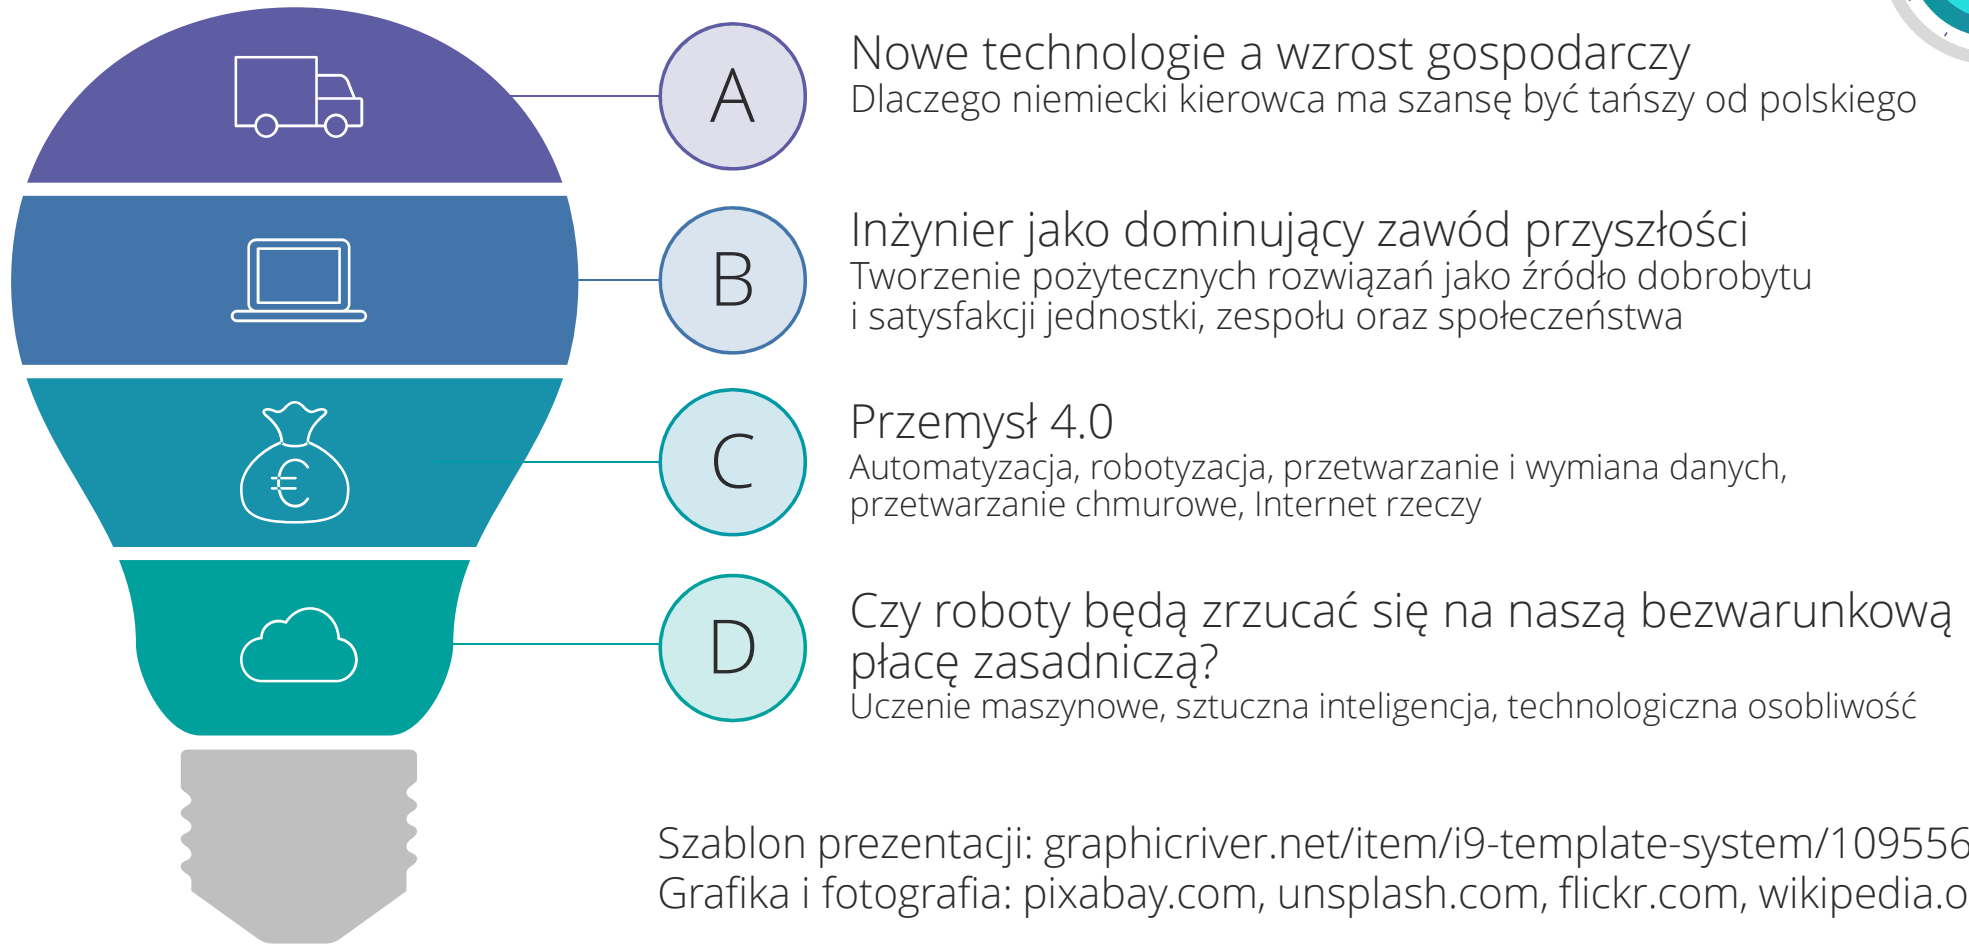 A
Nowe technologie a wzrost gospodarczy
Dlaczego niemiecki kierowca ma szansę być tańszy od polskiego
B
Inżynier jako dominujący zawód przyszłości
Tworzenie pożytecznych rozwiązań jako źródło dobrobytu
i satysfakcji jednostki, zespołu oraz społeczeństwa
€
C
Przemysł 4.0
Automatyzacja, robotyzacja, przetwarzanie i wymiana danych,
przetwarzanie chmurowe, Internet rzeczy
D
Czy roboty będą zrzucać się na naszą bezwarunkową
płacę zasadniczą?
Uczenie maszynowe, sztuczna inteligencja, technologiczna osobliwość
Szablon prezentacji: graphicriver.net/item/i9-template-system/109556
Grafika i fotografia: pixabay.com, unsplash.com, flickr.com, wikipedia.o